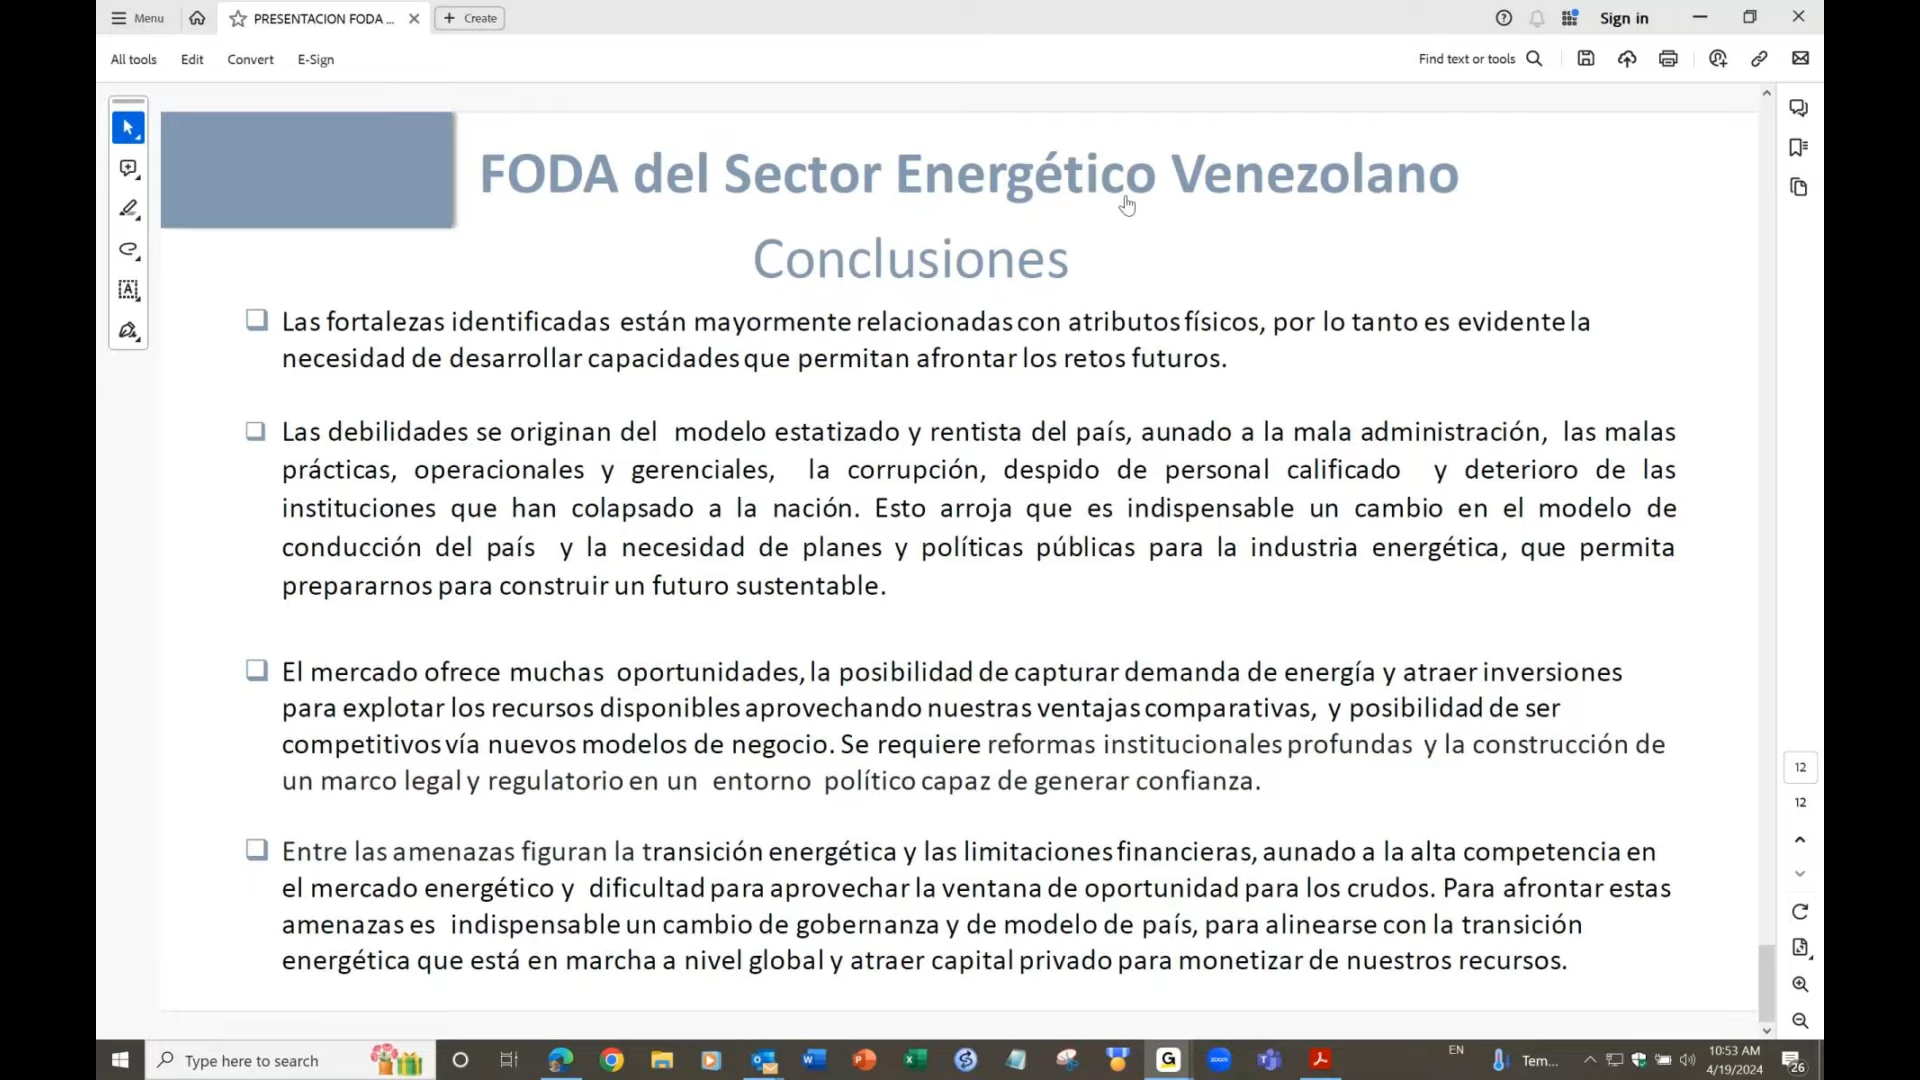 Menu
PRESENTACION FODA ...
Create
Sign in
All tools
Edit
Convert
E-Sign
Find text or tools
FODA del Sector Energético Venezolano
Conclusiones
Las fortalezas identificadas están mayormente relacionadas con atributos físicos, por lo tanto es evidente la
necesidad de desarrollar capacidades que permitan afrontar los retos futuros.
Las debilidades se originan del modelo estatizado y rentista del país, aunado a la mala administración, las malas
prácticas, operacionales y gerenciales, la corrupción, despido de personal calificado y deterioro de las
instituciones que han colapsado a la nación. Esto arroja que es indispensable un cambio en el modelo de
conducción del país y la necesidad de planes y políticas públicas para la industria energética, que permita
prepararnos para construir un futuro sustentable.
El mercado ofrece muchas oportunidades, la posibilidad de capturar demanda de energía y atraer inversiones
para explotar los recursos disponibles aprovechando nuestras ventajas comparativas, y posibilidad de ser
competitivos vía nuevos modelos de negocio. Se requiere reformas institucionales profundas y la construcción de
un marco legal y regulatorio en un entorno político capaz de generar confianza.
Entre las amenazas figuran la transición energética y las limitaciones financieras, aunado a la alta competencia en
el mercado energético y dificultad para aprovechar la ventana de oportunidad para los crudos. Para afrontar estas
amenazas es indispensable un cambio de gobernanza y de modelo de país, para alinearse con la transición
energética que está en marcha a nivel global y atraer capital privado para monetizar de nuestros recursos.
12
12
Type here to search
zoom
EN
Tem...
10:53 AM
4/19/2024
26